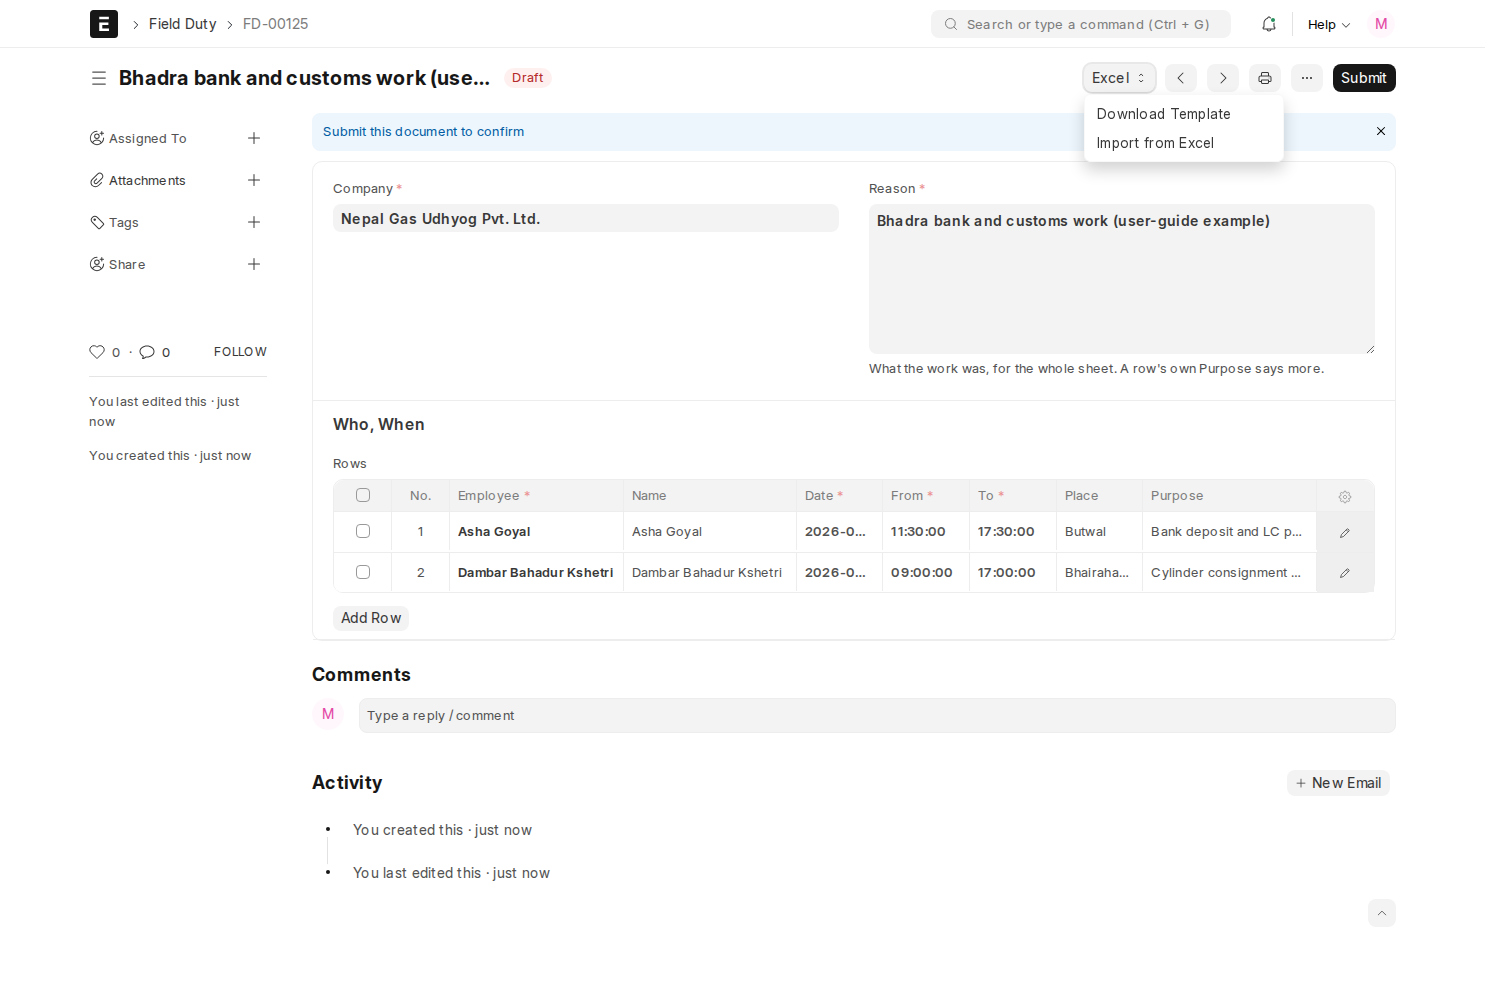 E
Field Duty
FD-00125
Search or type a command (Ctrl + G)
Help
M
Bhadra bank and customs work (use...
Draft
Excel
Submit
Download Template
Import from Excel
Assigned To
Attachments
Tags
Share
0 · 0
FOLLOW
You last edited this · just
now
You created this · just now
Submit this document to confirm
Company *
Nepal Gas Udhyog Pvt. Ltd.
Reason *
Bhadra bank and customs work (user-guide example)
What the work was, for the whole sheet. A row's own Purpose says more.
Who, When
Rows
No. Employee * Name Date * From * To * Place Purpose
1 Asha Goyal Asha Goyal 2026-0... 11:30:00 17:30:00 Butwal Bank deposit and LC p...
2 Dambar Bahadur Kshetri Dambar Bahadur Kshetri 2026-0... 09:00:00 17:00:00 Bhairaha... Cylinder consignment ...
Add Row
Comments
M
Type a reply / comment
Activity
New Email
You created this · just now
You last edited this · just now